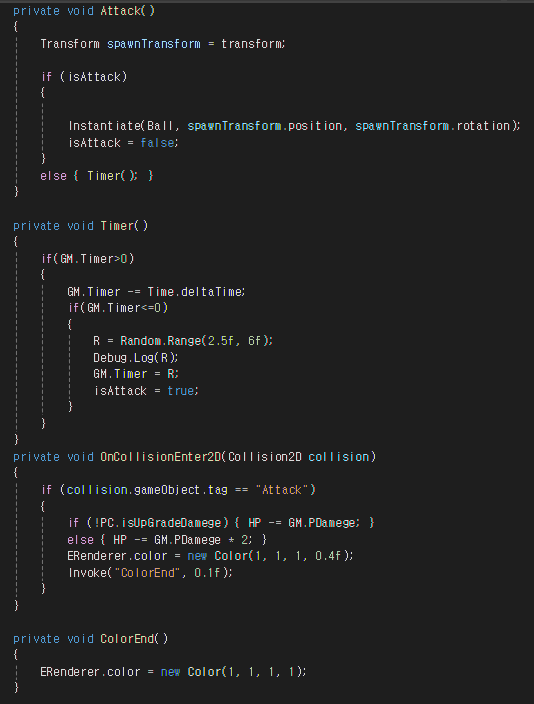 private void Attack()
{
Transform spawnTransform = transform;
if (isAttack)
{
Instantiate(Ball, spawnTransform.position, spawnTransform.rotation);
isAttack = false;
}
else { Timer(); }
}
private void Timer()
{
if(GM.Timer>0)
{
GM.Timer -= Time.deltaTime;
if(GM.Timer<=0)
{
R = Random.Range(2.5f, 6f);
Debug.Log(R);
GM.Timer = R;
isAttack = true;
}
}
}
private void OnCollisionEnter2D(Collision2D collision)
{
if (collision.gameObject.tag == "Attack")
{
if (!PC.isUpGradeDamege) { HP -= GM.PDamege; }
else { HP -= GM.PDamege * 2; }
ERenderer.color = new Color(1, 1, 1, 0.4f);
Invoke("ColorEnd", 0.1f);
}
}
private void ColorEnd()
{
ERenderer.color = new Color(1, 1, 1, 1);
}